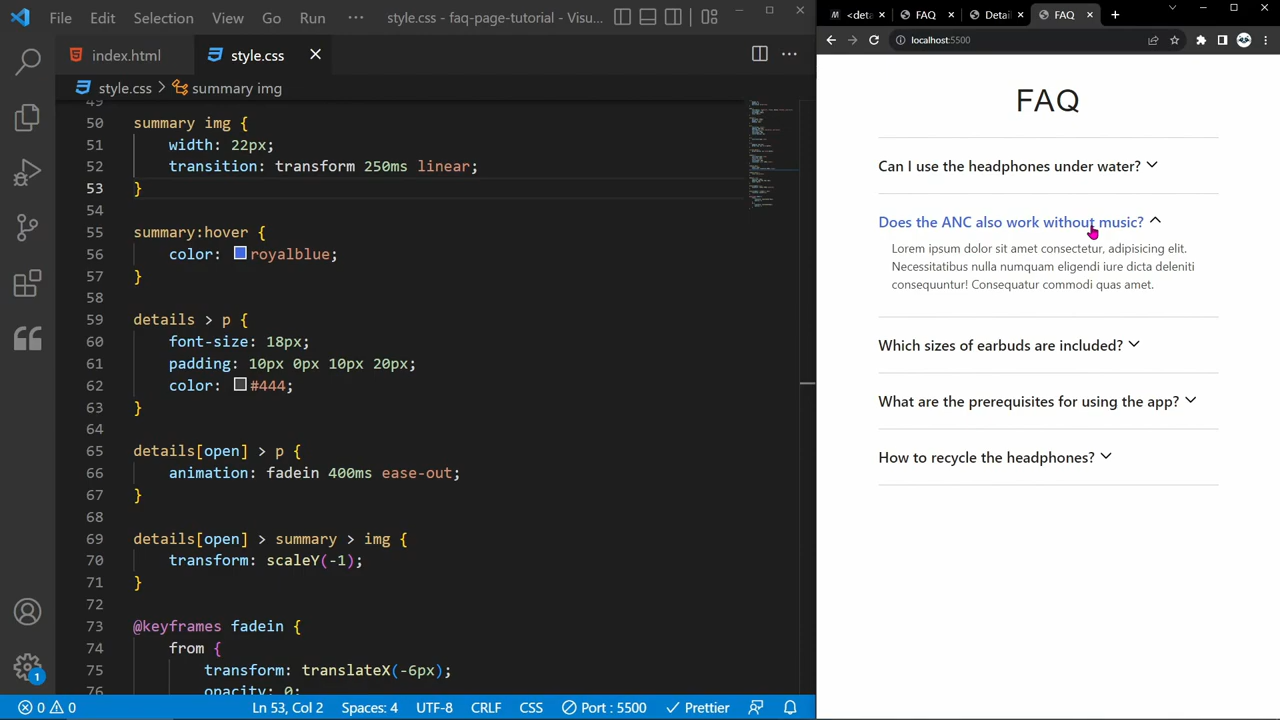 File Edit Selection View Go Run ··· style.css - faq-page-tutorial - Visu...
index.html style.css
style.css > summary img
49
50 summary img {
51 width: 22px;
52 transition: transform 250ms linear;
53 }
54
55 summary:hover {
56 color: royalblue;
57 }
58
59 details > p {
60 font-size: 18px;
61 padding: 10px 0px 10px 20px;
62 color: #444;
63 }
64
65 details[open] > p {
66 animation: fadein 400ms ease-out;
67 }
68
69 details[open] > summary > img {
70 transform: scaleY(-1);
71 }
72
73 @keyframes fadein {
74 from {
75 transform: translateX(-6px);
76 opacity: 0;
1
0 0 Ln 53, Col 2 Spaces: 4 UTF-8 CRLF CSS Port : 5500 Prettier
<deta FAQ Detail FAQ
localhost:5500
FAQ
Can I use the headphones under water?
Does the ANC also work without music?
Lorem ipsum dolor sit amet consectetur, adipisicing elit.
Necessitatibus nulla numquam eligendi iure dicta deleniti
consequuntur! Consequatur commodi quas amet.
Which sizes of earbuds are included?
What are the prerequisites for using the app?
How to recycle the headphones?